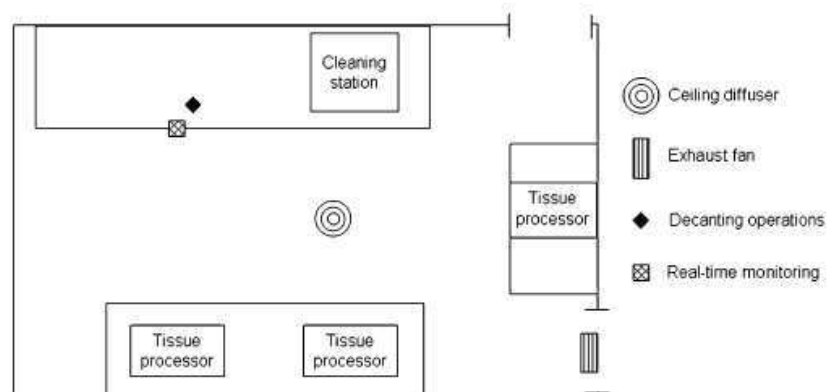 Cleaning
station
Ceiling diffuser
Exhaust fan
Tissue
processor
Decanting operations
Real-time monitoring
Tissue
processor
Tissue
processor